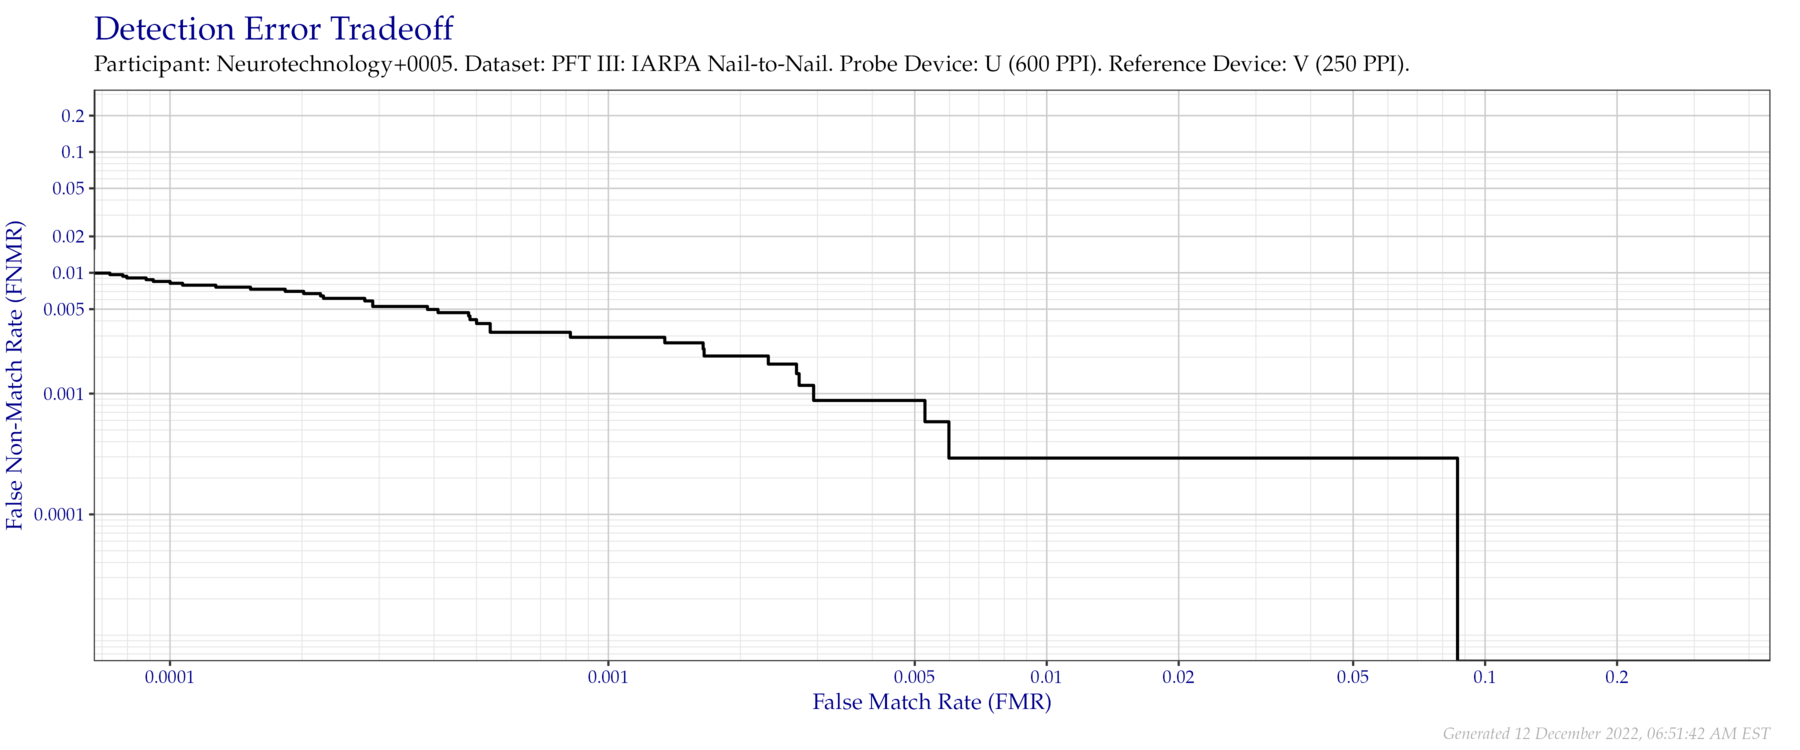 Detection Error Tradeoff
Participant: Neurotechnology+0005. Dataset: PFT III: IARPA Nail-to-Nail. Probe Device: U (600 PPI). Reference Device: V (250 PPI).
False Non-Match Rate (FNMR)
0.2
0.1
0.05
0.02
0.01
0.005
0.001
0.0001
0.0001 0.001 0.005 0.01 0.02 0.05 0.1 0.2
False Match Rate (FMR)
Generated 12 December 2022, 06:51:42 AM EST